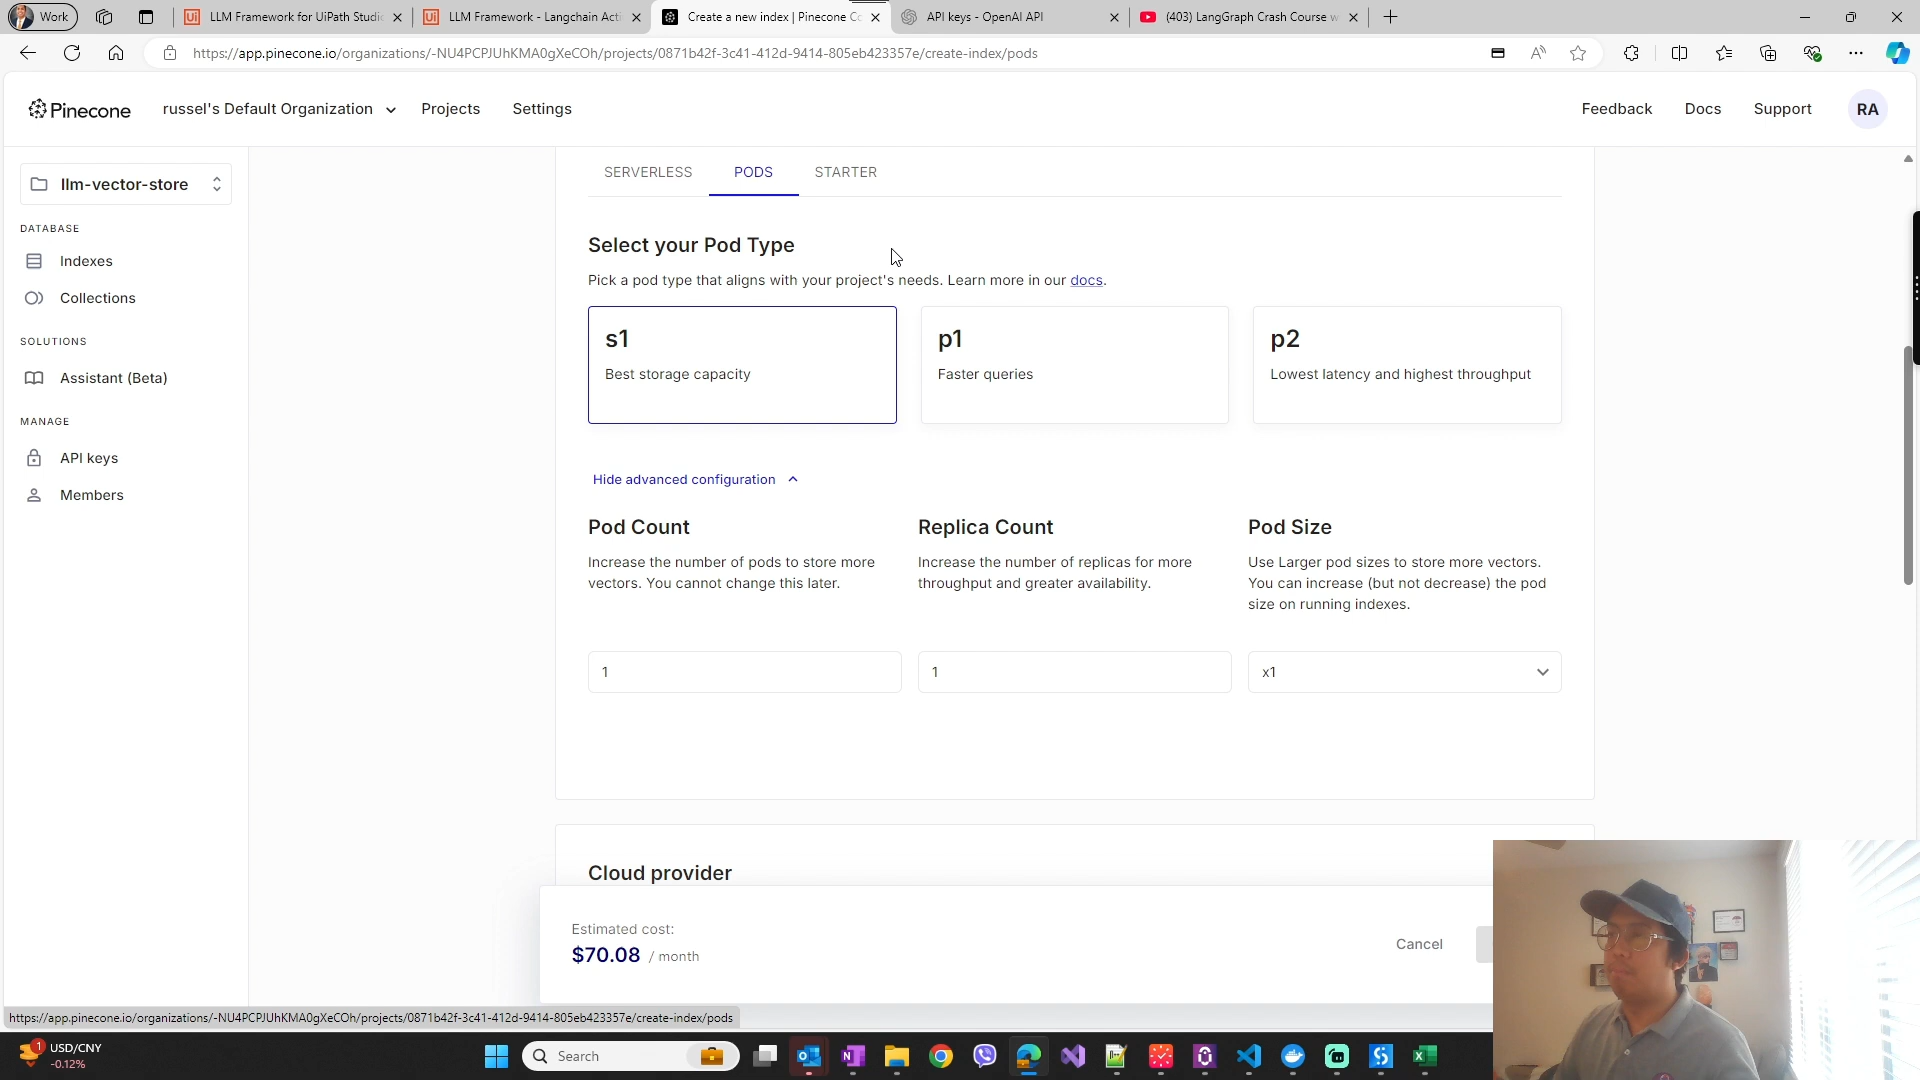 Work
LLM Framework for UiPath Studio
LLM Framework - Langchain Acti
Create a new index | Pinecone Co
API keys - OpenAI API
(403) LangGraph Crash Course w
https://app.pinecone.io/organizations/-NU4PCPJUhKMA0gXeCOh/projects/0871b42f-3c41-412d-9414-805eb423357e/create-index/pods
Pinecone
russel's Default Organization
Projects
Settings
Feedback
Docs
Support
RA
llm-vector-store
DATABASE
Indexes
Collections
SOLUTIONS
Assistant (Beta)
MANAGE
API keys
Members
SERVERLESS
PODS
STARTER
Select your Pod Type
Pick a pod type that aligns with your project's needs. Learn more in our docs.
s1
Best storage capacity
p1
Faster queries
p2
Lowest latency and highest throughput
Hide advanced configuration
Pod Count
Increase the number of pods to store more
vectors. You cannot change this later.
1
Replica Count
Increase the number of replicas for more
throughput and greater availability.
1
Pod Size
Use Larger pod sizes to store more vectors.
You can increase (but not decrease) the pod
size on running indexes.
x1
Cloud provider
Estimated cost:
$70.08 / month
Cancel
https://app.pinecone.io/organizations/-NU4PCPJUhKMA0gXeCOh/projects/0871b42f-3c41-412d-9414-805eb423357e/create-index/pods
1
USD/CNY
-0.12%
Search